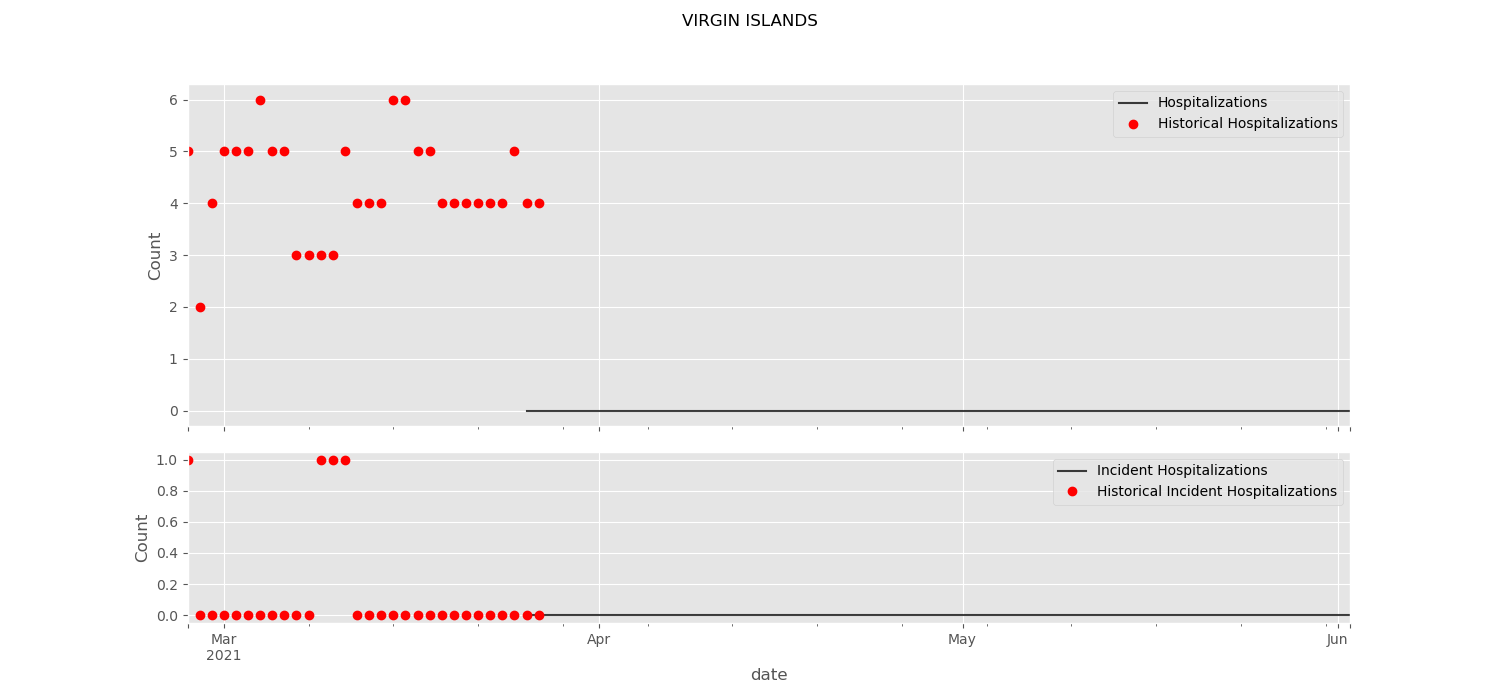 VIRGIN ISLANDS
6
5
4
3
2
1
0
Count
Hospitalizations
Historical Hospitalizations
1.0
0.8
0.6
0.4
0.2
0.0
Count
Incident Hospitalizations
Historical Incident Hospitalizations
Mar
2021
Apr
May
Jun
date